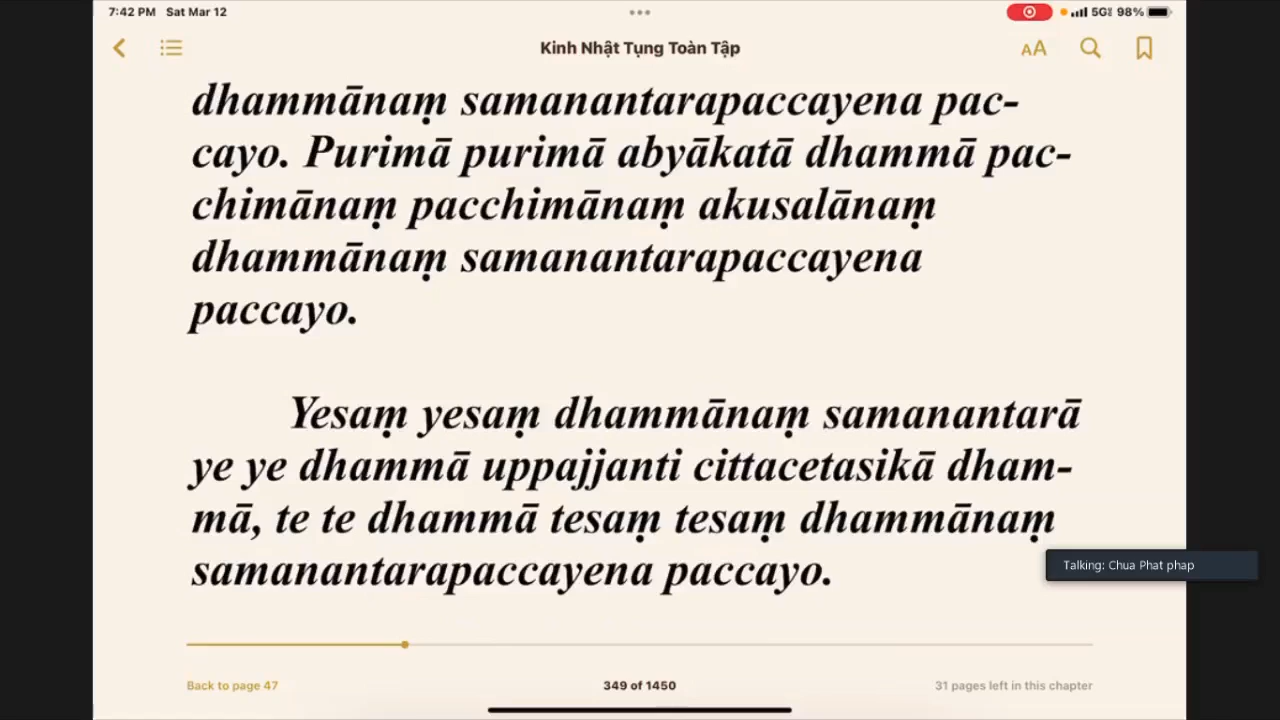 7:42 PM Sat Mar 12
5G 98%
Kinh Nhật Tụng Toàn Tập
AA
dhammānaṃ samanantarapaccayena pac-
cayo. Purimā purimā abyākatā dhammā pac-
chimānaṃ pacchimānaṃ akusalānaṃ
dhammānaṃ samanantarapaccayena
paccayo.
Yesaṃ yesaṃ dhammānaṃ samanantarā
ye ye dhammā uppajjanti cittacetasikā dham-
mā, te te dhammā tesaṃ tesaṃ dhammānaṃ
samanantarapaccayena paccayo.
Talking: Chua Phat phap
Back to page 47
349 of 1450
31 pages left in this chapter